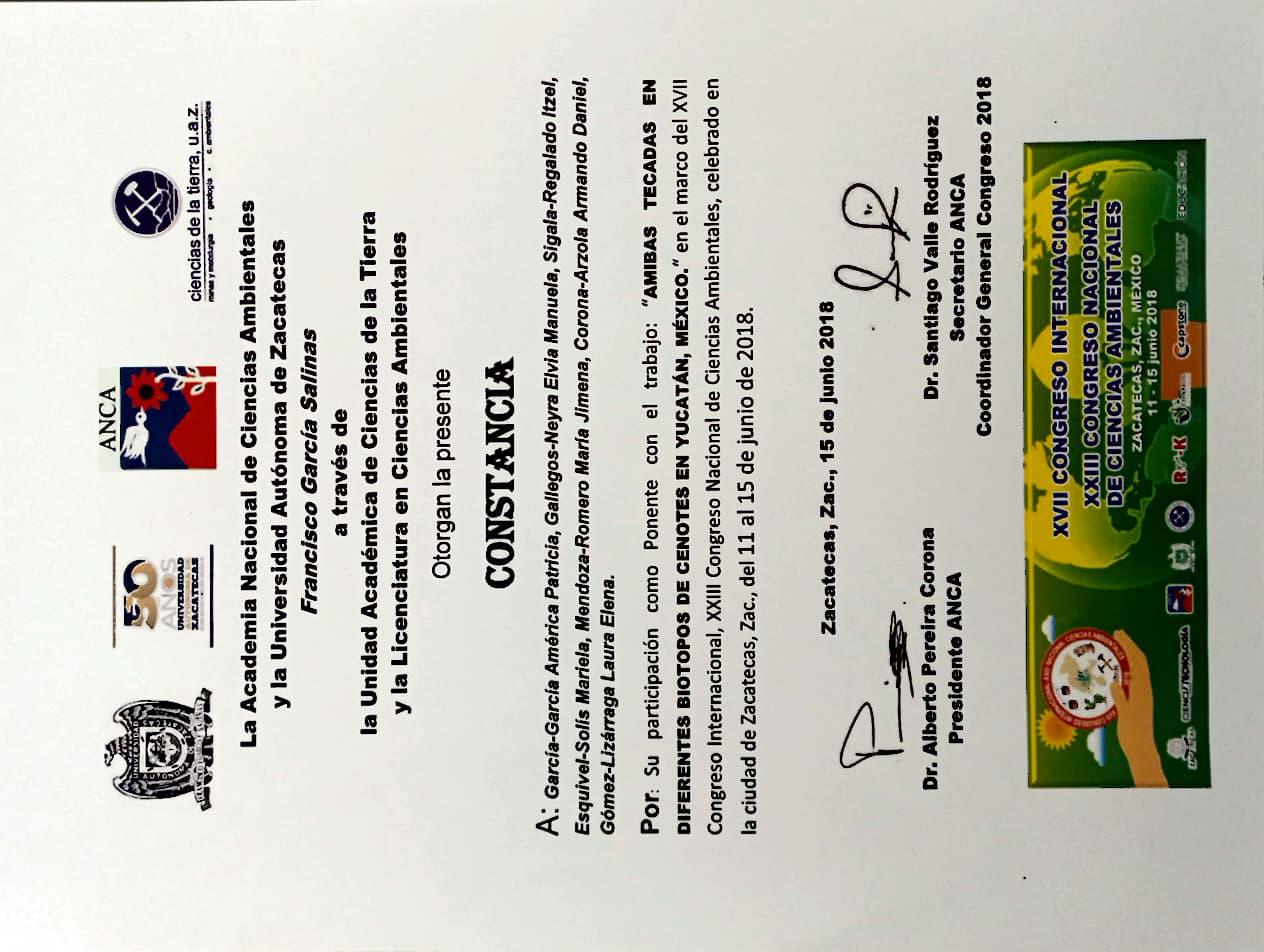 ANCA
50
AÑOS
UNIVERSIDAD
ZACATECAS
ciencias de la tierra, u.a.z.
minas y metalurgia • geología • c. ambientales
La Academia Nacional de Ciencias Ambientales
y la Universidad Autónoma de Zacatecas
Francisco García Salinas
a través de
la Unidad Académica de Ciencias de la Tierra
y la Licenciatura en Ciencias Ambientales
Otorgan la presente
CONSTANCIA
A: García-García América Patricia, Gallegos-Neyra Elvia Manuela, Sigala-Regalado Itzel,
Esquivel-Solís Mariela, Mendoza-Romero María Jimena, Corona-Arzola Armando Daniel,
Gómez-Lizárraga Laura Elena.
Por: Su participación como Ponente con el trabajo: "AMIBAS TECADAS EN
DIFERENTES BIOTOPOS DE CENOTES EN YUCATÁN, MÉXICO." en el marco del XVII
Congreso Internacional, XXIII Congreso Nacional de Ciencias Ambientales, celebrado en
la ciudad de Zacatecas, Zac., del 11 al 15 de junio de 2018.
Zacatecas, Zac., 15 de junio 2018
Dr. Alberto Pereira Corona
Presidente ANCA
Dr. Santiago Valle Rodríguez
Secretario ANCA
Coordinador General Congreso 2018
XVII CONGRESO INTERNACIONAL
XXIII CONGRESO NACIONAL
DE CIENCIAS AMBIENTALES
ZACATECAS, ZAC., MÉXICO
11 - 15 junio 2018
CIENCIA Y TECNOLOGÍA
Capstone
EDUCACIÓN